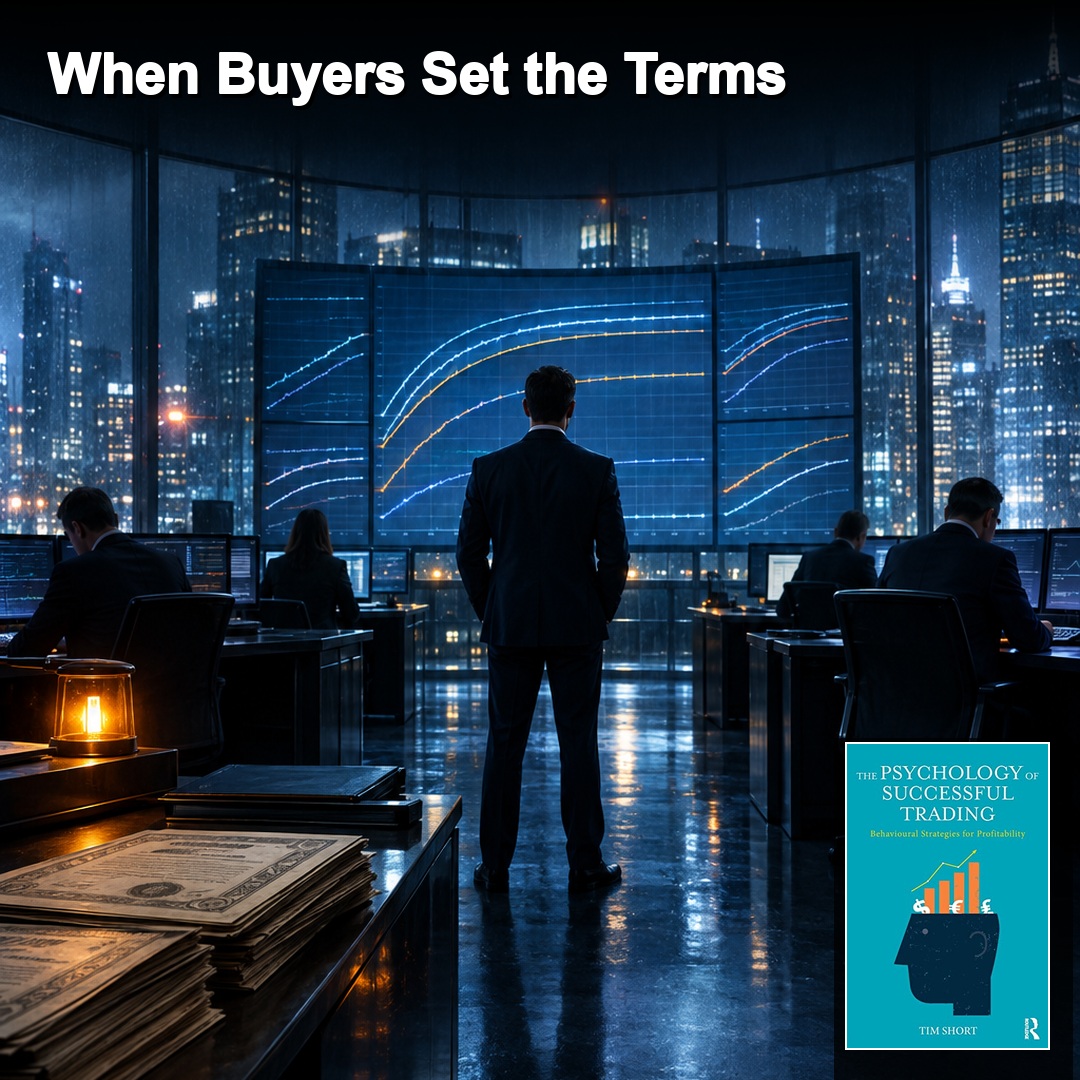 When Buyers Set the Terms
THE PSYCHOLOGY OF
SUCCESSFUL
TRADING
Behavioural Strategies for Profitability
$ € £
TIM SHORT
R